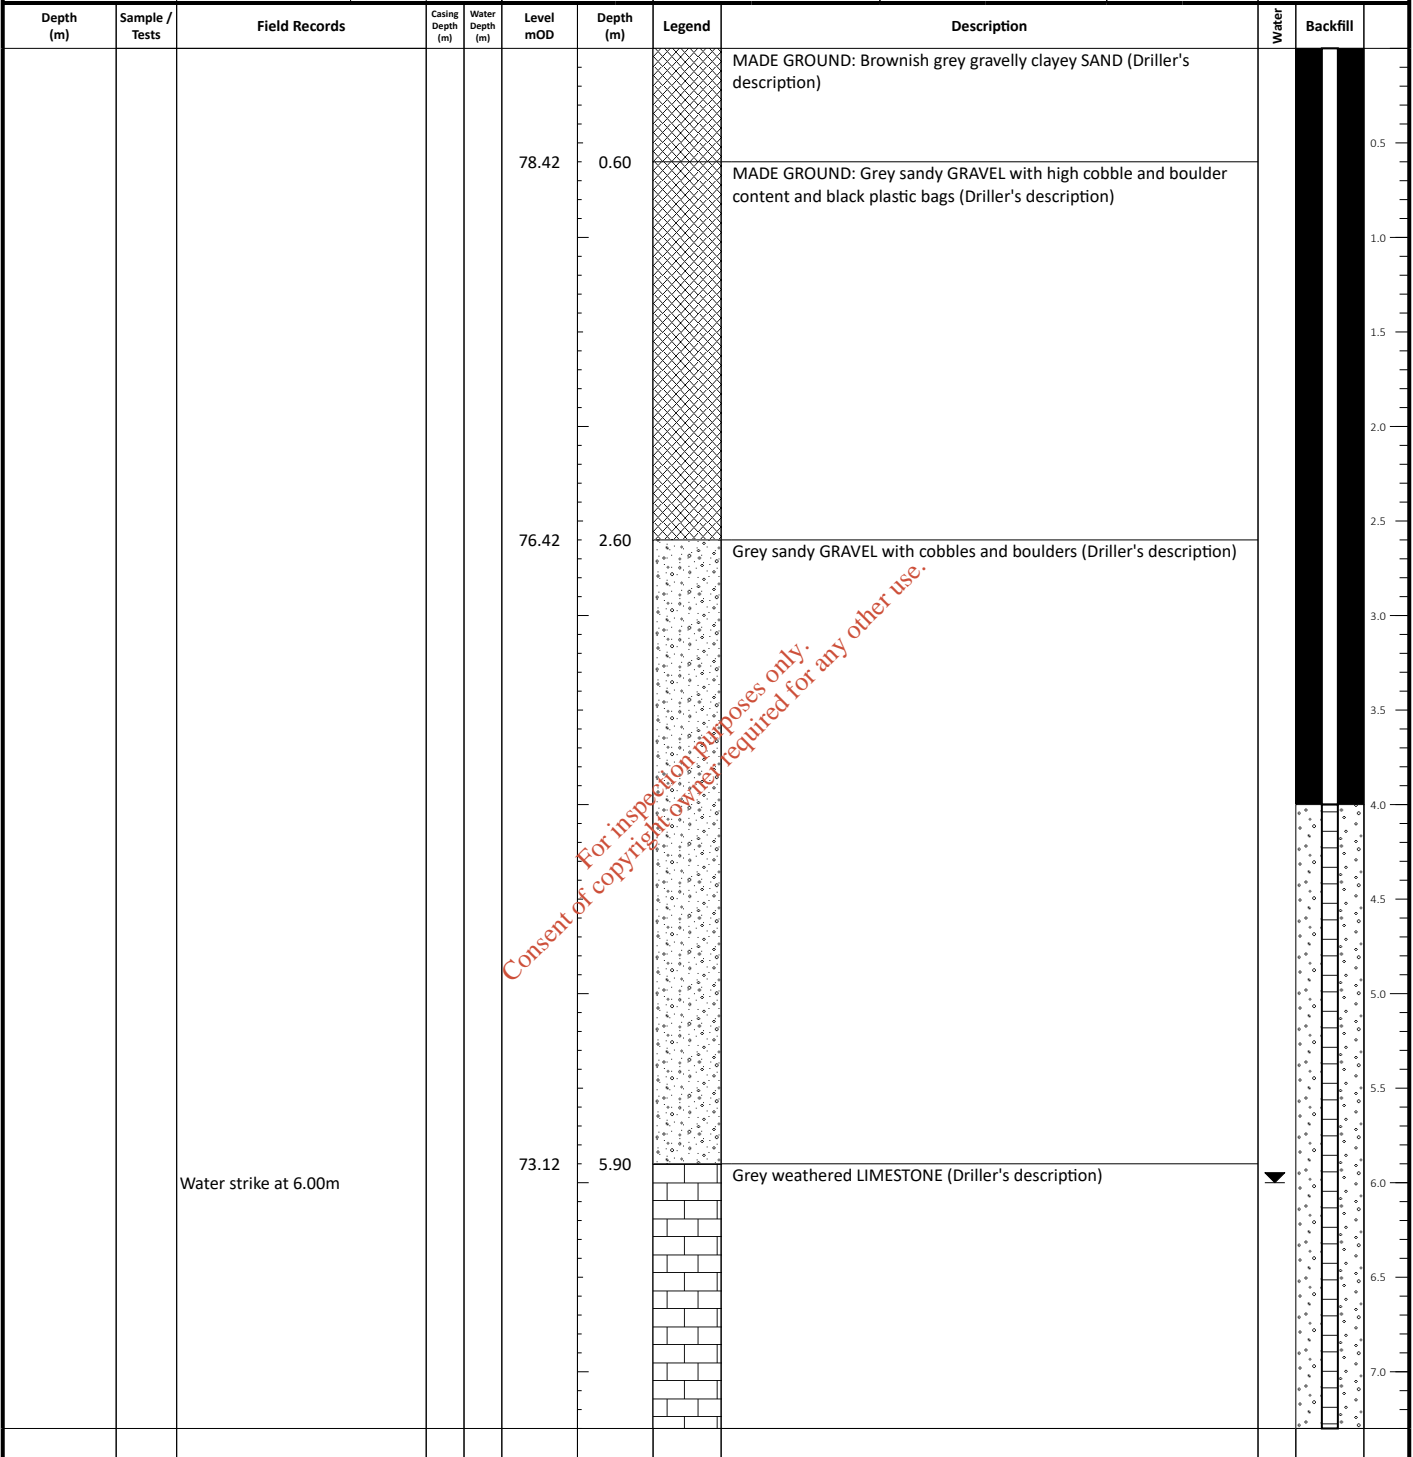 Depth
(m)
Sample /
Tests
Field Records
Casing
Depth
(m)
Water
Depth
(m)
Level
mOD
Depth
(m)
Legend
Description
Water
Backfill
MADE GROUND: Brownish grey gravelly clayey SAND (Driller's
description)
0.5
78.42 0.60
MADE GROUND: Grey sandy GRAVEL with high cobble and boulder
content and black plastic bags (Driller's description)
1.0
1.5
2.0
2.5
76.42 2.60
Grey sandy GRAVEL with cobbles and boulders (Driller's description)
3.0
For inspection purposes only.
Consent of copyright owner required for any other use.
3.5
4.0
4.5
5.0
5.5
73.12 5.90
Grey weathered LIMESTONE (Driller's description)
Water strike at 6.00m
6.0
6.5
7.0